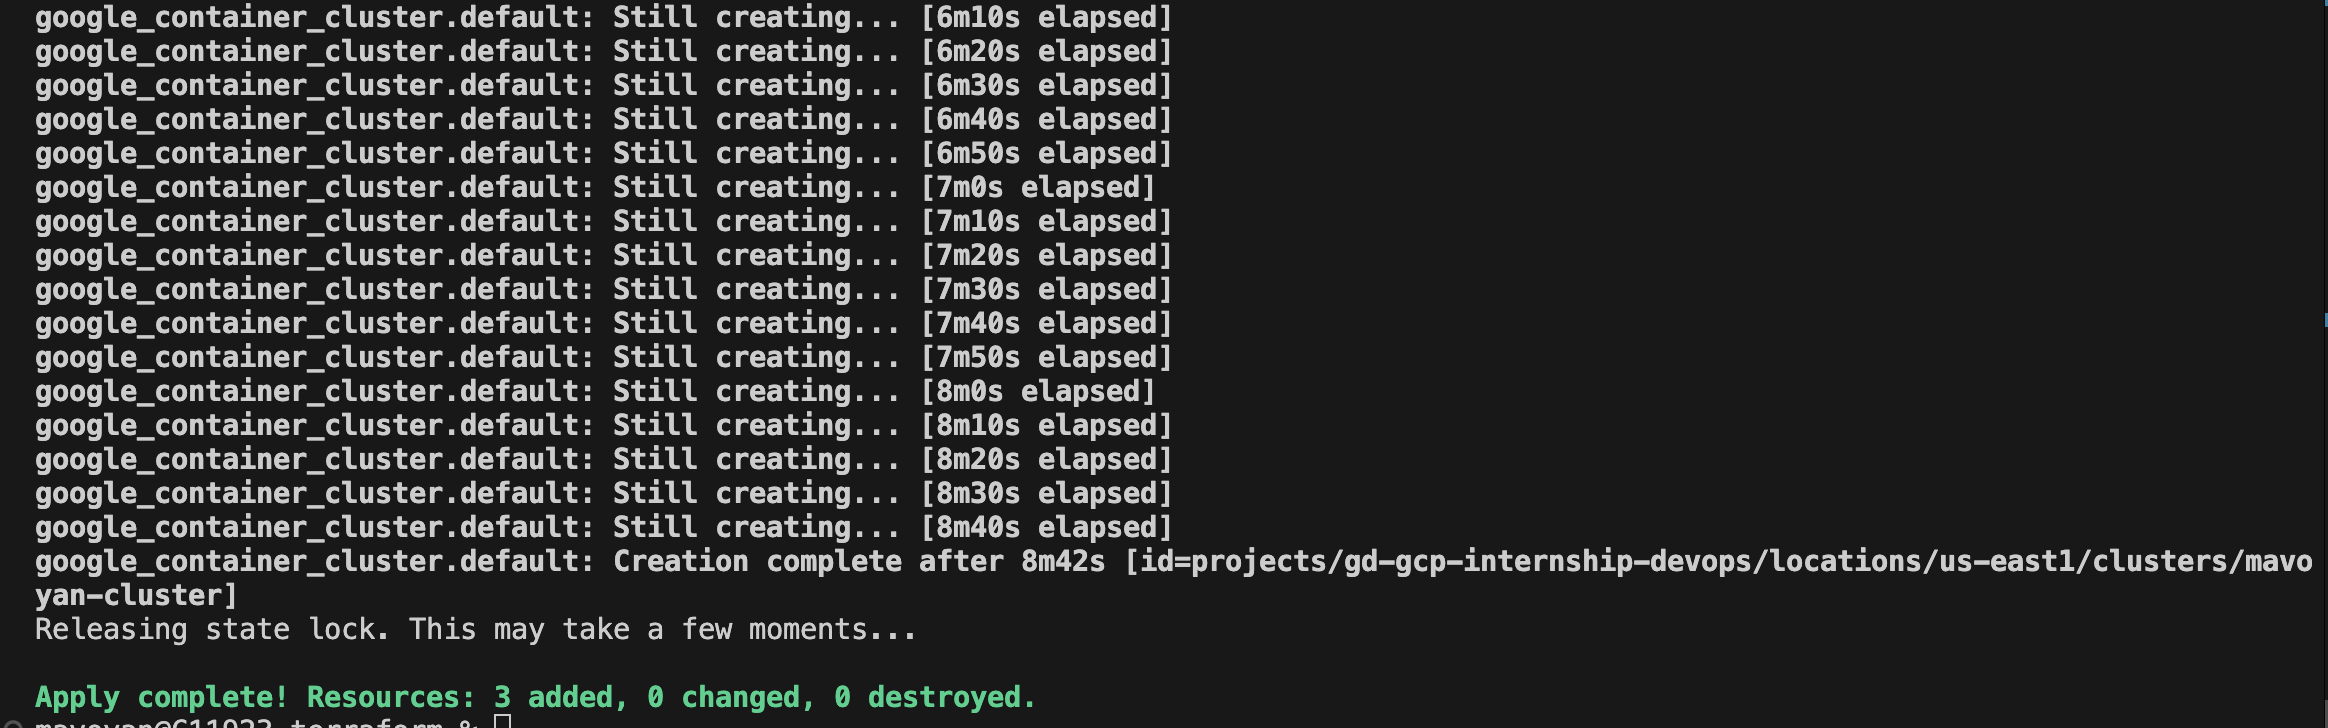 google_container_cluster.default: Still creating... [6m10s elapsed]
google_container_cluster.default: Still creating... [6m20s elapsed]
google_container_cluster.default: Still creating... [6m30s elapsed]
google_container_cluster.default: Still creating... [6m40s elapsed]
google_container_cluster.default: Still creating... [6m50s elapsed]
google_container_cluster.default: Still creating... [7m0s elapsed]
google_container_cluster.default: Still creating... [7m10s elapsed]
google_container_cluster.default: Still creating... [7m20s elapsed]
google_container_cluster.default: Still creating... [7m30s elapsed]
google_container_cluster.default: Still creating... [7m40s elapsed]
google_container_cluster.default: Still creating... [7m50s elapsed]
google_container_cluster.default: Still creating... [8m0s elapsed]
google_container_cluster.default: Still creating... [8m10s elapsed]
google_container_cluster.default: Still creating... [8m20s elapsed]
google_container_cluster.default: Still creating... [8m30s elapsed]
google_container_cluster.default: Still creating... [8m40s elapsed]
google_container_cluster.default: Creation complete after 8m42s [id=projects/gd-gcp-internship-devops/locations/us-east1/clusters/mavo
yan-cluster]
Releasing state lock. This may take a few moments...
Apply complete! Resources: 3 added, 0 changed, 0 destroyed.
mavoyan@C11923 terraform %